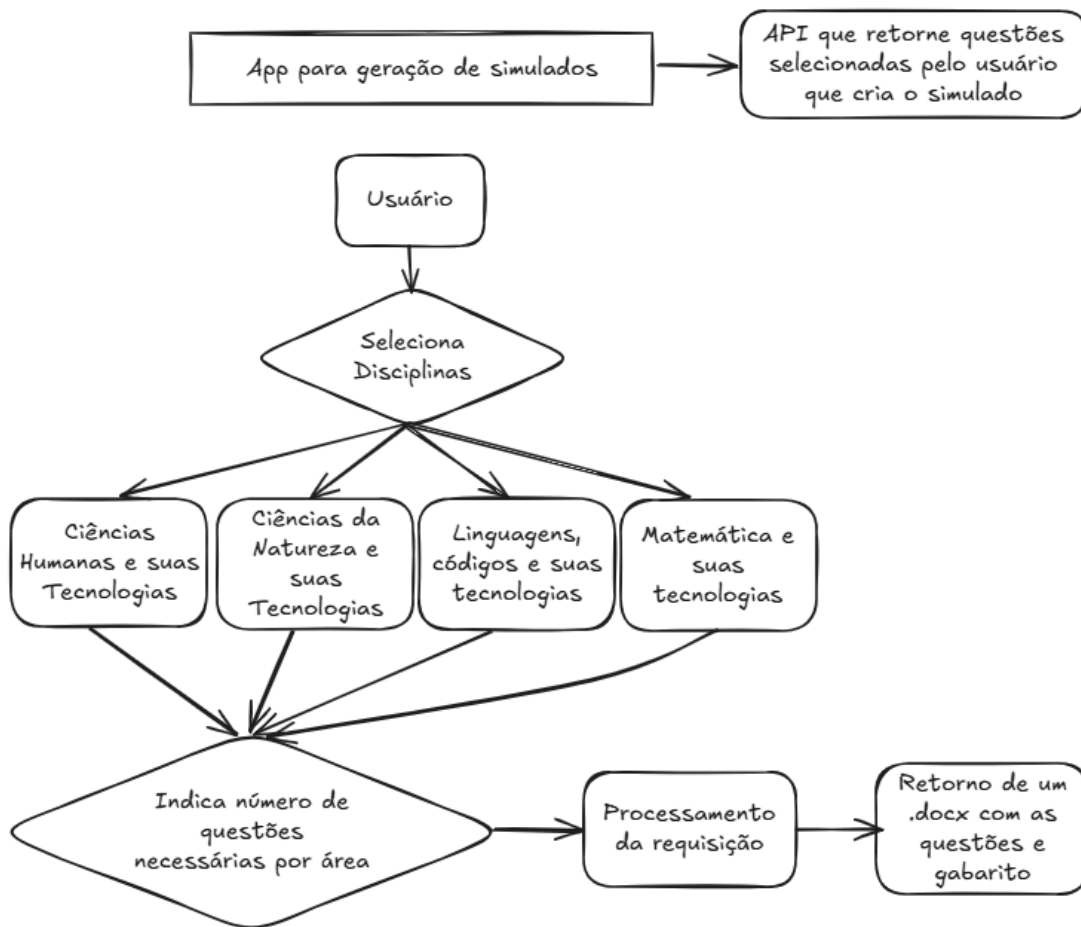 App para geração de simulados
API que retorne questões
selecionadas pelo usuário
que cria o simulado
Usuário
Seleciona
Disciplinas
Ciências
Humanas e suas
Tecnologias
Ciências da
Natureza e
suas
Tecnologias
Linguagens,
códigos e suas
tecnologias
Matemática e
suas
tecnologias
Indica número de
questões
necessárias por área
Processamento
da requisição
Retorno de um
.docx com as
questões e
gabarito